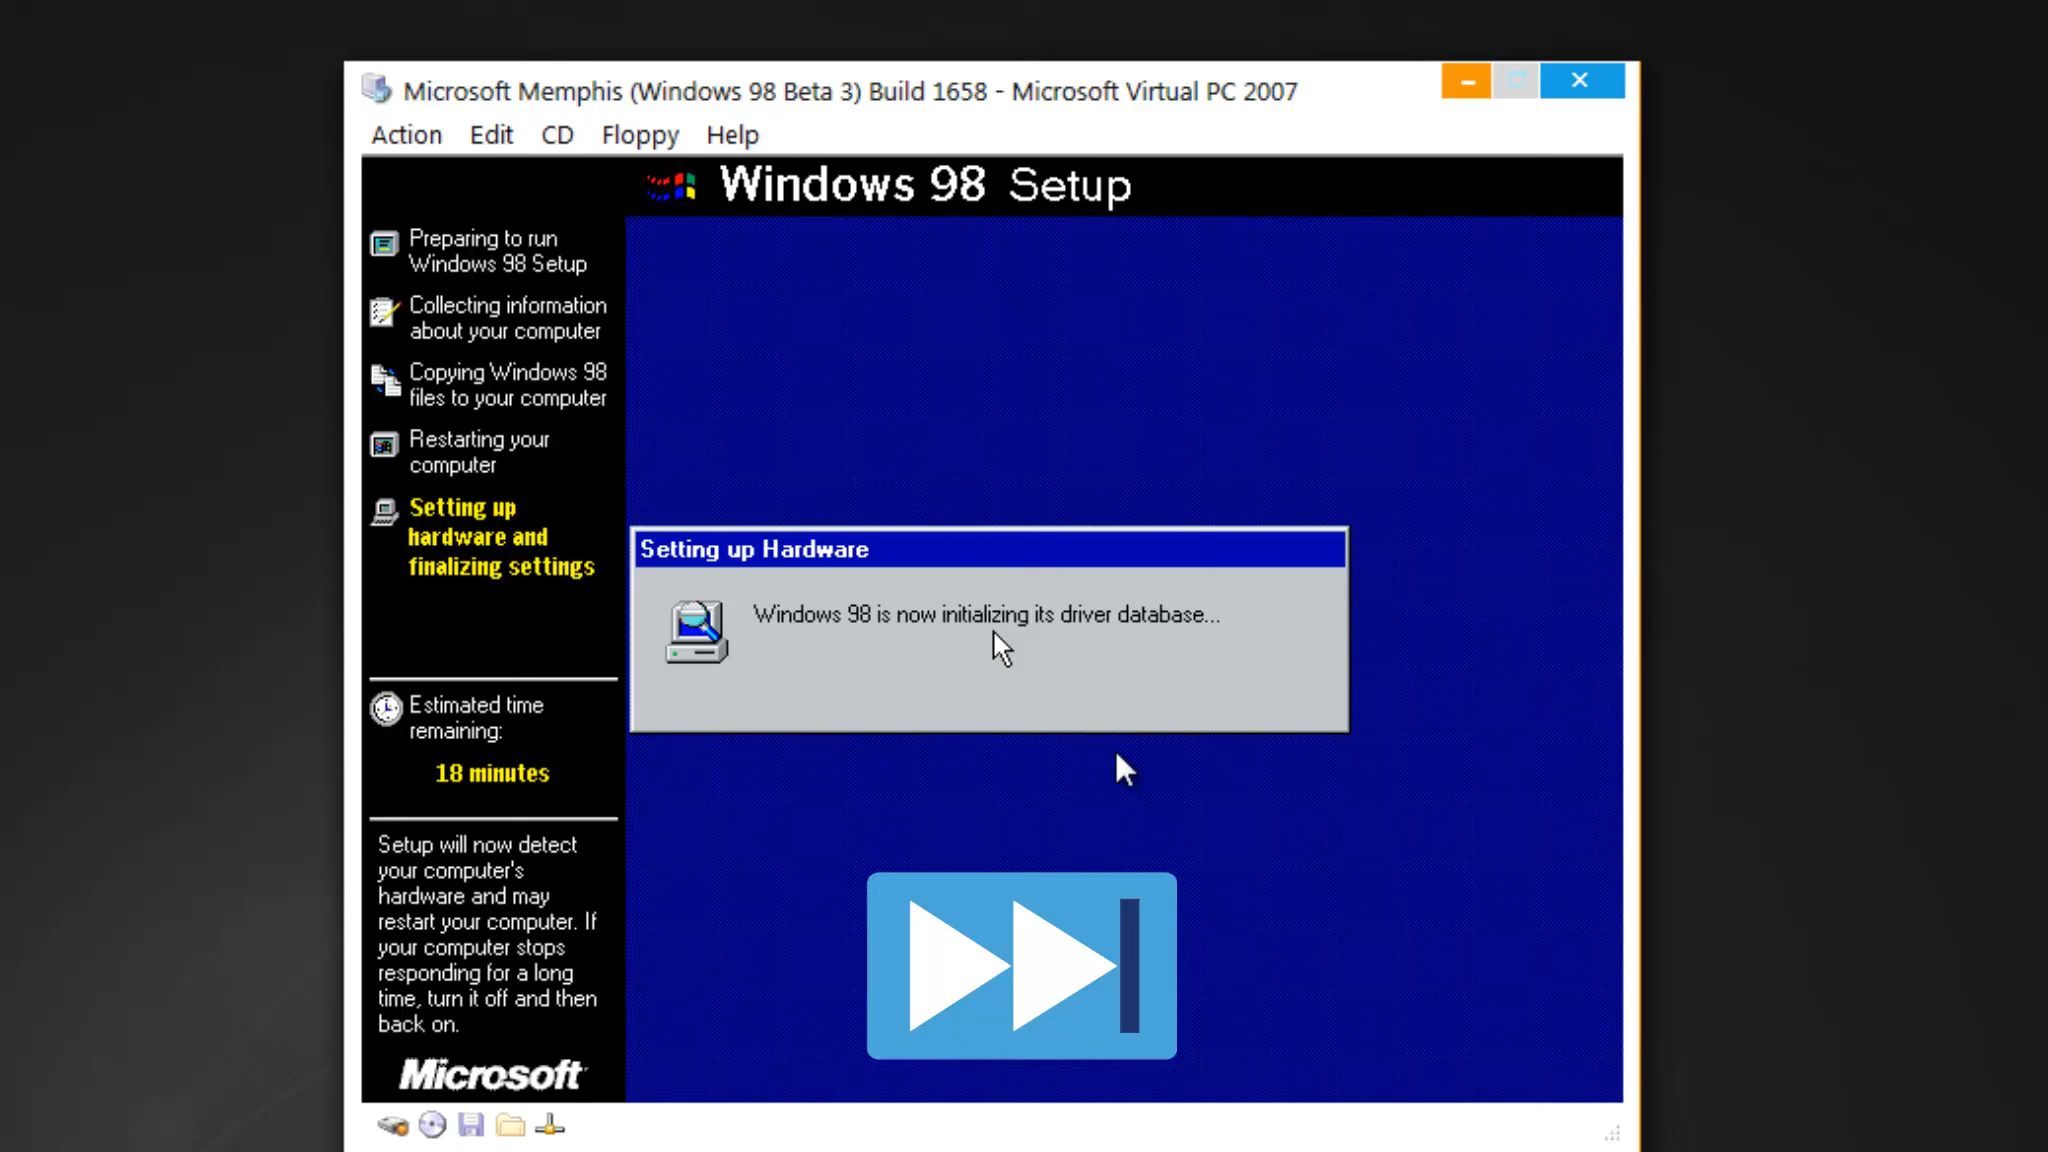 Microsoft Memphis (Windows 98 Beta 3) Build 1658 - Microsoft Virtual PC 2007
Action Edit CD Floppy Help
Windows 98 Setup
Preparing to run
Windows 98 Setup
Collecting information
about your computer
Copying Windows 98
files to your computer
Restarting your
computer
Setting up
hardware and
finalizing settings
Estimated time
remaining:
18 minutes
Setup will now detect
your computer's
hardware and may
restart your computer. If
your computer stops
responding for a long
time, turn it off and then
back on.
Microsoft
Setting up Hardware
Windows 98 is now initializing its driver database...